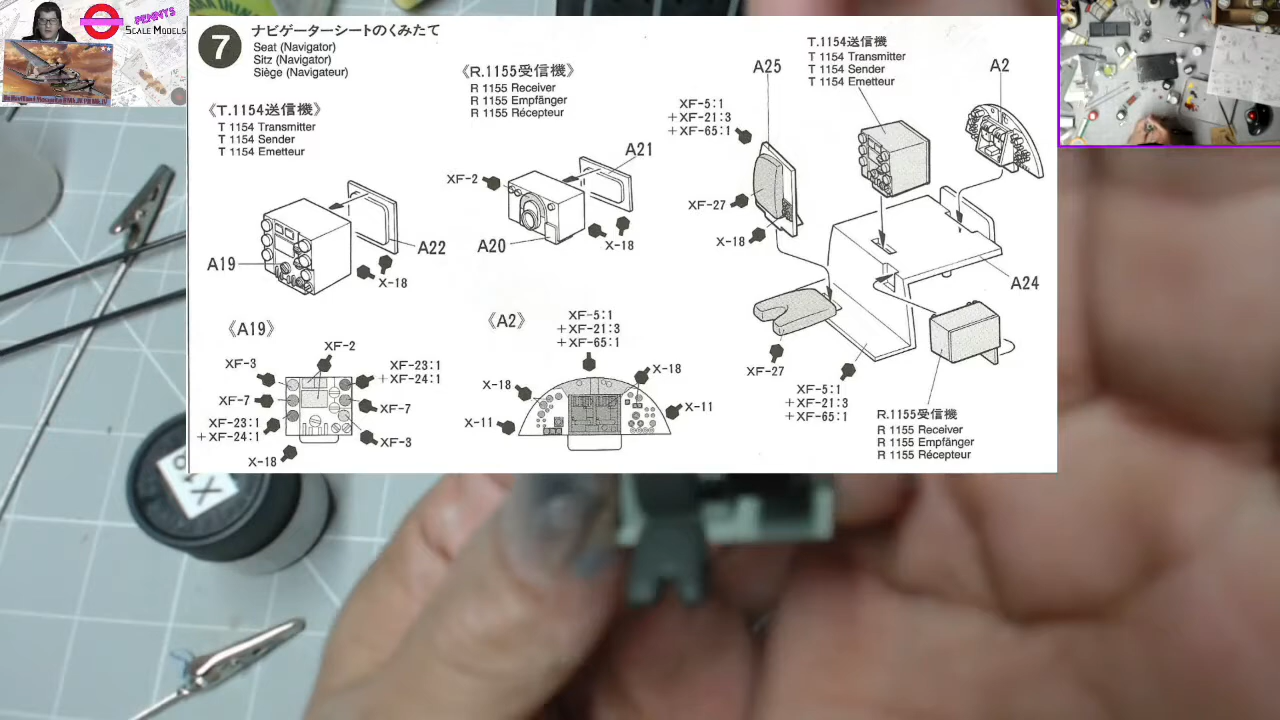 PENNYS
SCALE MODELS
7
ナビゲーターシートのくみたて
Seat (Navigator)
Sitz (Navigator)
Siège (Navigateur)
《T.1154送信機》
T 1154 Transmitter
T 1154 Sender
T 1154 Emetteur
A19
A22
X-18
《R.1155受信機》
R 1155 Receiver
R 1155 Empfänger
R 1155 Récepteur
XF-2
A21
A20
X-18
《A19》
XF-2
XF-3
XF-7
XF-23:1
+XF-24:1
X-18
XF-23:1
+XF-24:1
XF-7
XF-3
《A2》
XF-5:1
+XF-21:3
+XF-65:1
X-18
X-11
X-18
X-11
A25
XF-5:1
+XF-21:3
+XF-65:1
XF-27
X-18
T.1154送信機
T 1154 Transmitter
T 1154 Sender
T 1154 Emetteur
A2
A24
XF-27
XF-5:1
+XF-21:3
+XF-65:1
R.1155受信機
R 1155 Receiver
R 1155 Empfänger
R 1155 Récepteur